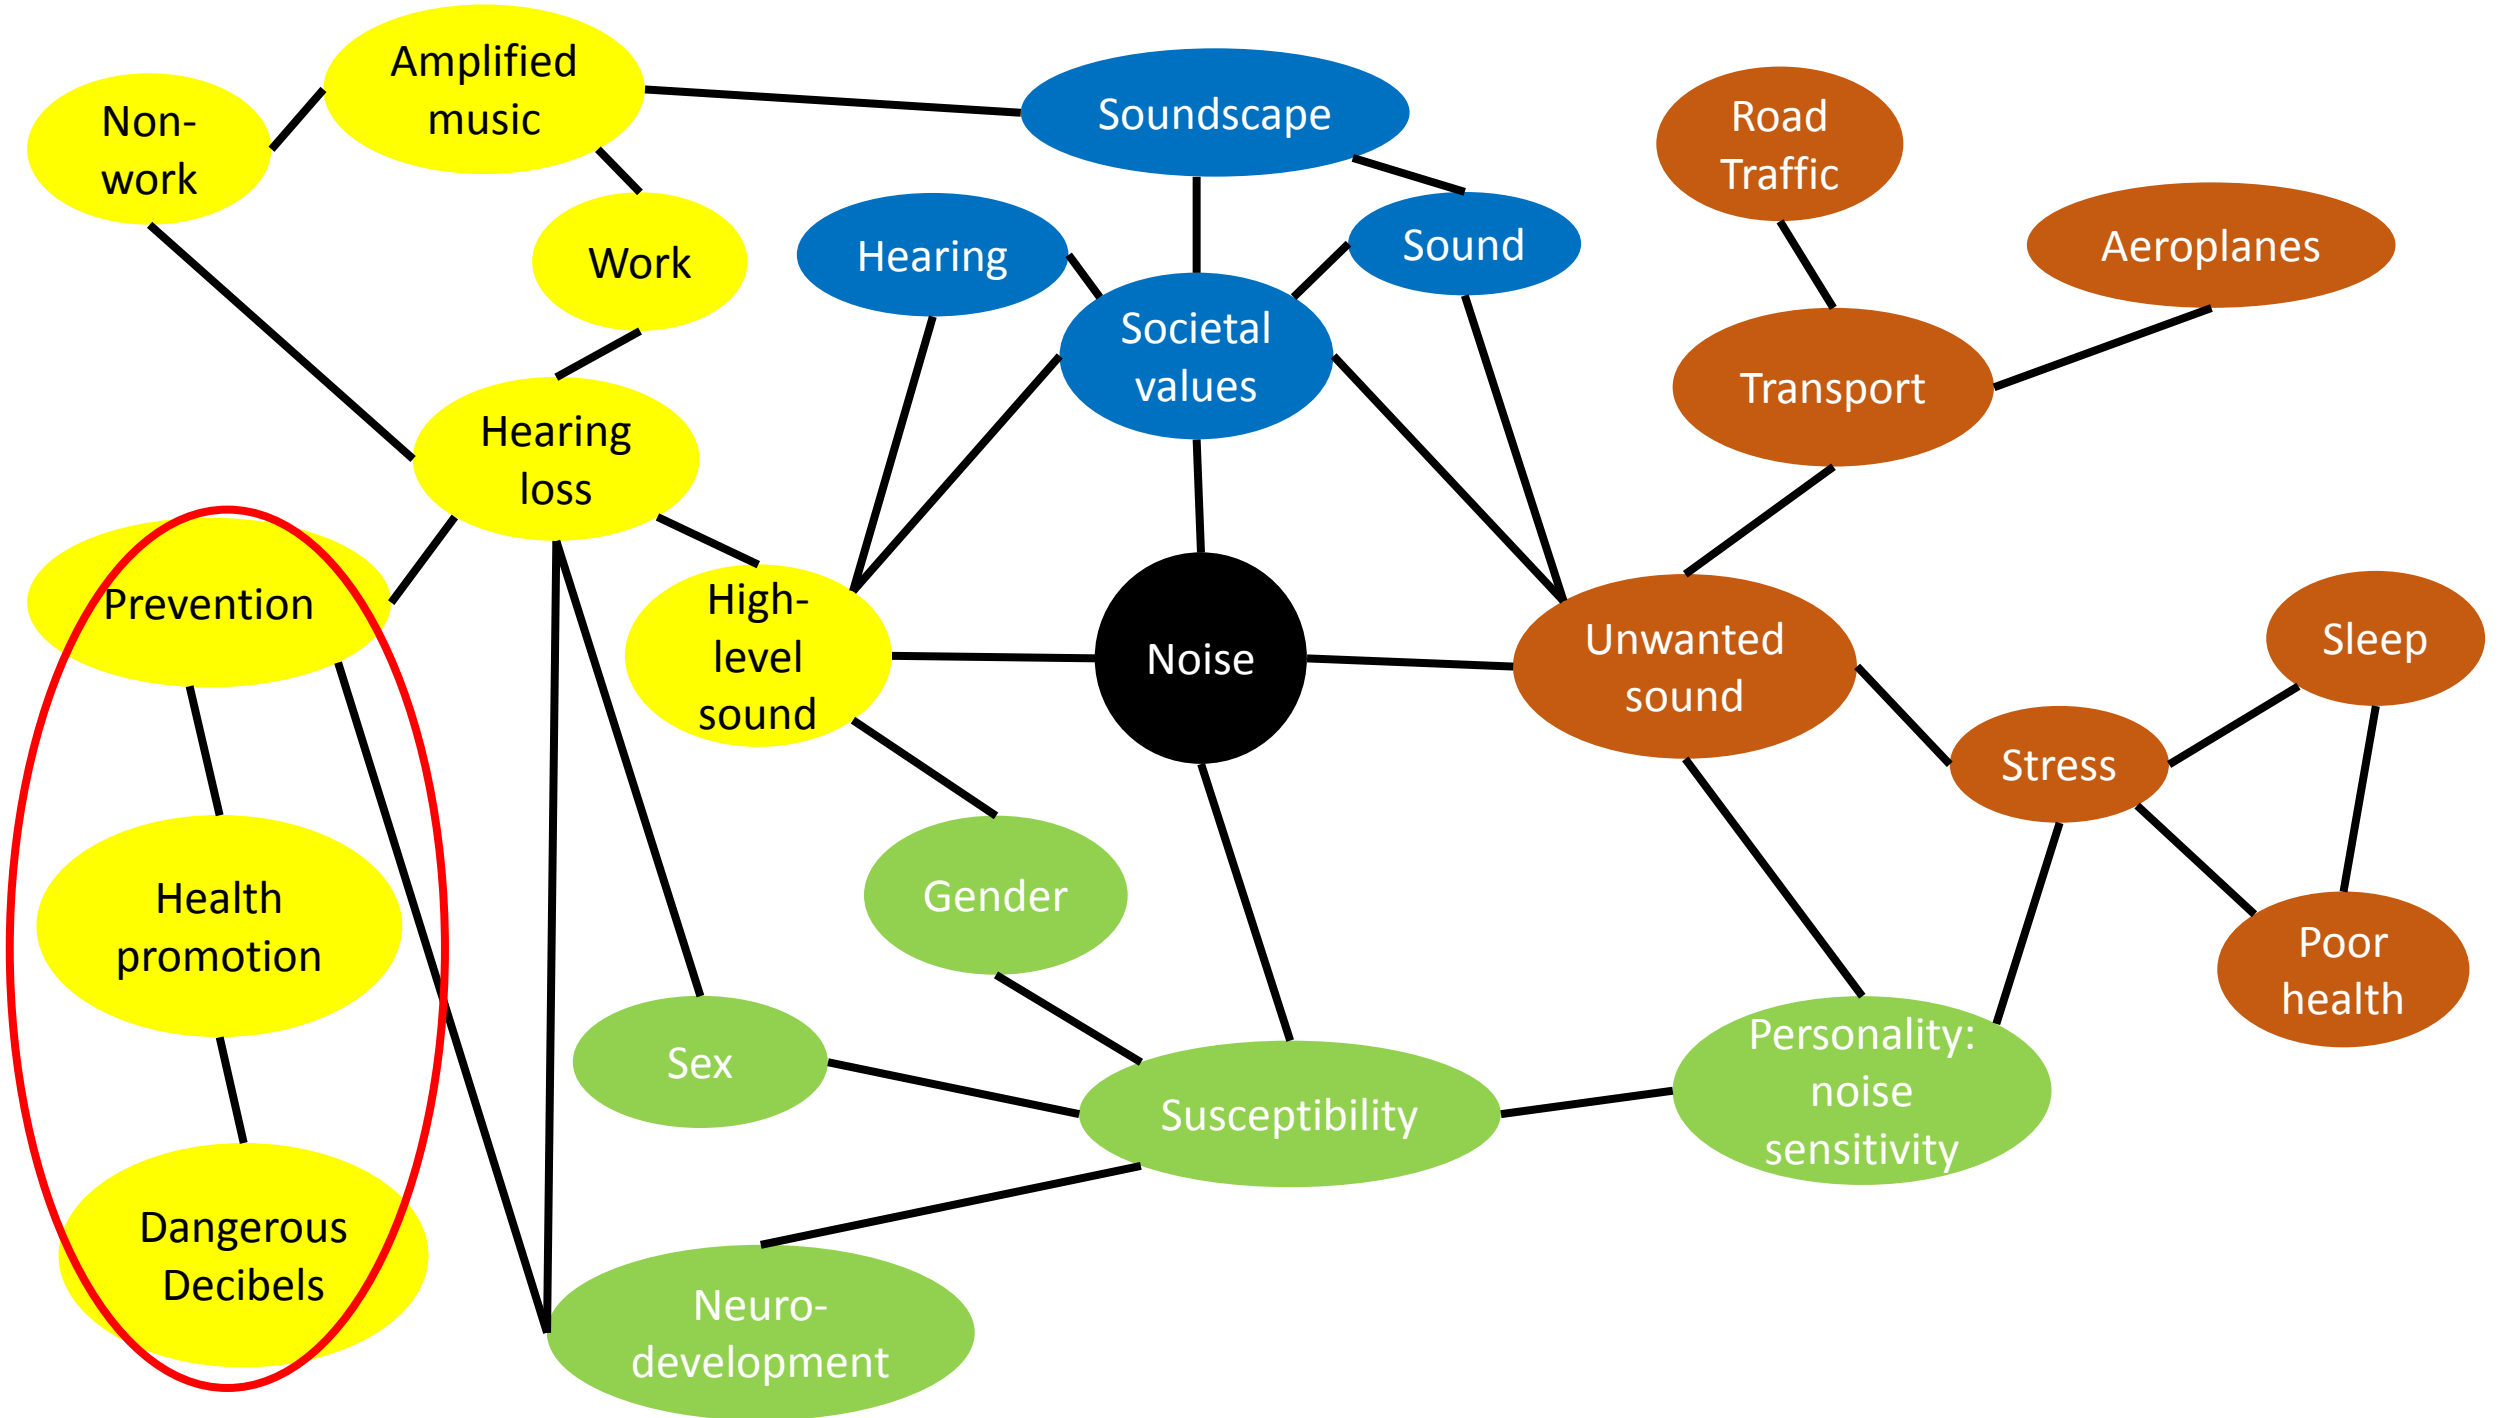 Amplified
music
Non-
work
Work
Soundscape
Hearing
Sound
Societal
values
Road
Traffic
Aeroplanes
Transport
Hearing
loss
Prevention
High-
level
sound
Noise
Unwanted
sound
Sleep
Stress
Health
promotion
Gender
Poor
health
Sex
Susceptibility
Personality:
noise
sensitivity
Dangerous
Decibels
Neuro-
development